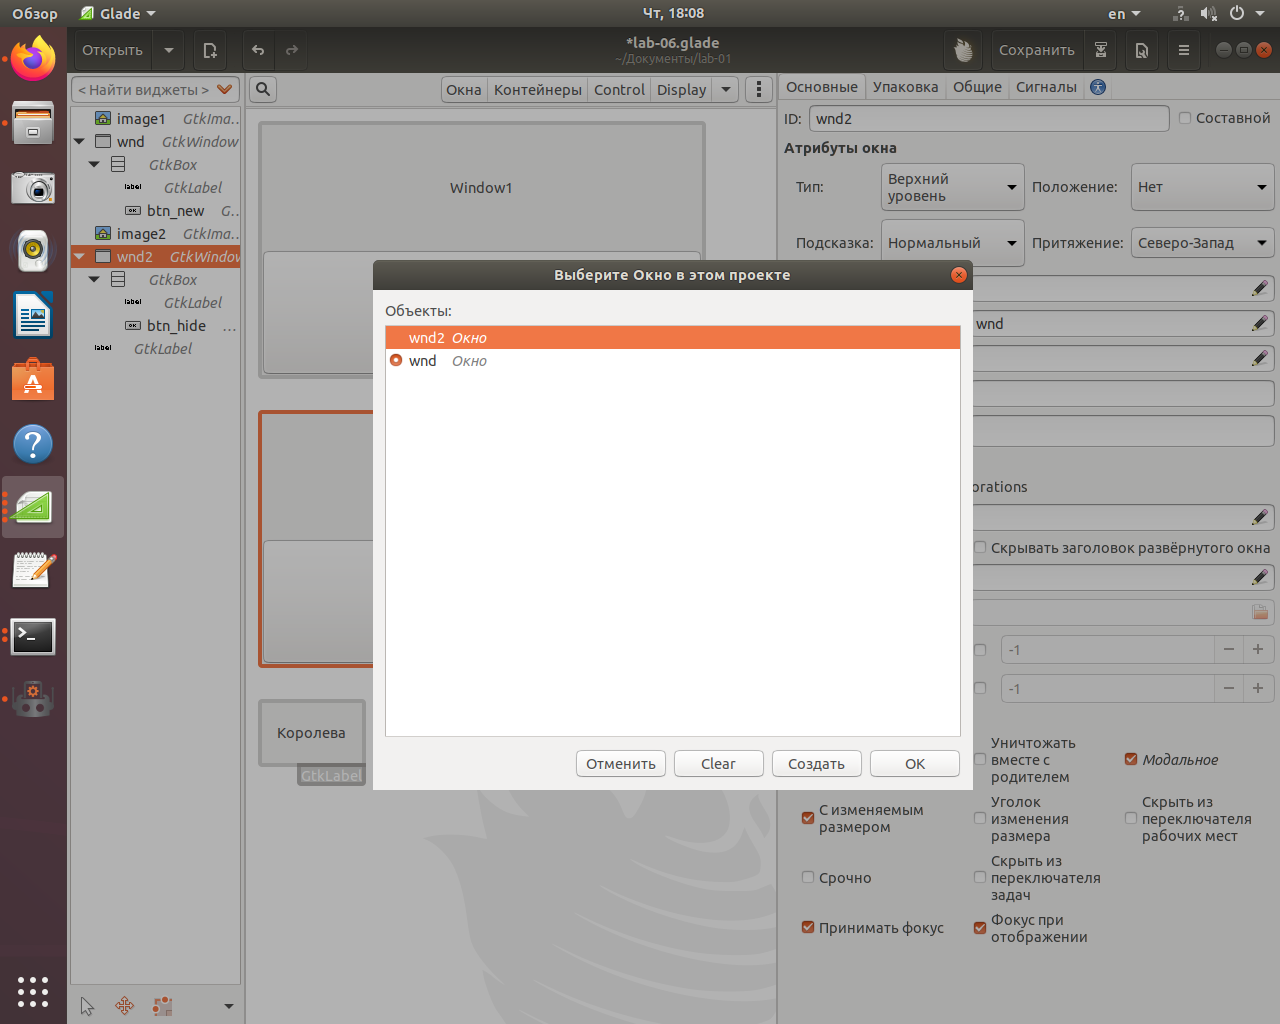 Обзор
Glade
Чт, 18:08
en
Открыть
*lab-06.glade
~/Документы/lab-01
Сохранить
< Найти виджеты >
Окна
Контейнеры
Control
Display
Основные
Упаковка
Общие
Сигналы
image1 GtkIma...
wnd GtkWindow
GtkBox
label GtkLabel
OK btn_new G...
image2 GtkIma...
wnd2 GtkWindow
GtkBox
label GtkLabel
OK btn_hide ...
label GtkLabel
Window1
Королева
GtkLabel
ID: wnd2
Составной
Атрибуты окна
Тип: Верхний уровень
Положение: Нет
Подсказка: Нормальный
Притяжение: Северо-Запад
wnd
orations
Скрывать заголовок развёрнутого окна
-1
-1
Уничтожать вместе с родителем
Модальное
С изменяемым размером
Уголок изменения размера
Скрыть из переключателя рабочих мест
Срочно
Скрыть из переключателя задач
Принимать фокус
Фокус при отображении
Выберите Окно в этом проекте
Объекты:
wnd2 Окно
wnd Окно
Отменить
Clear
Создать
OK